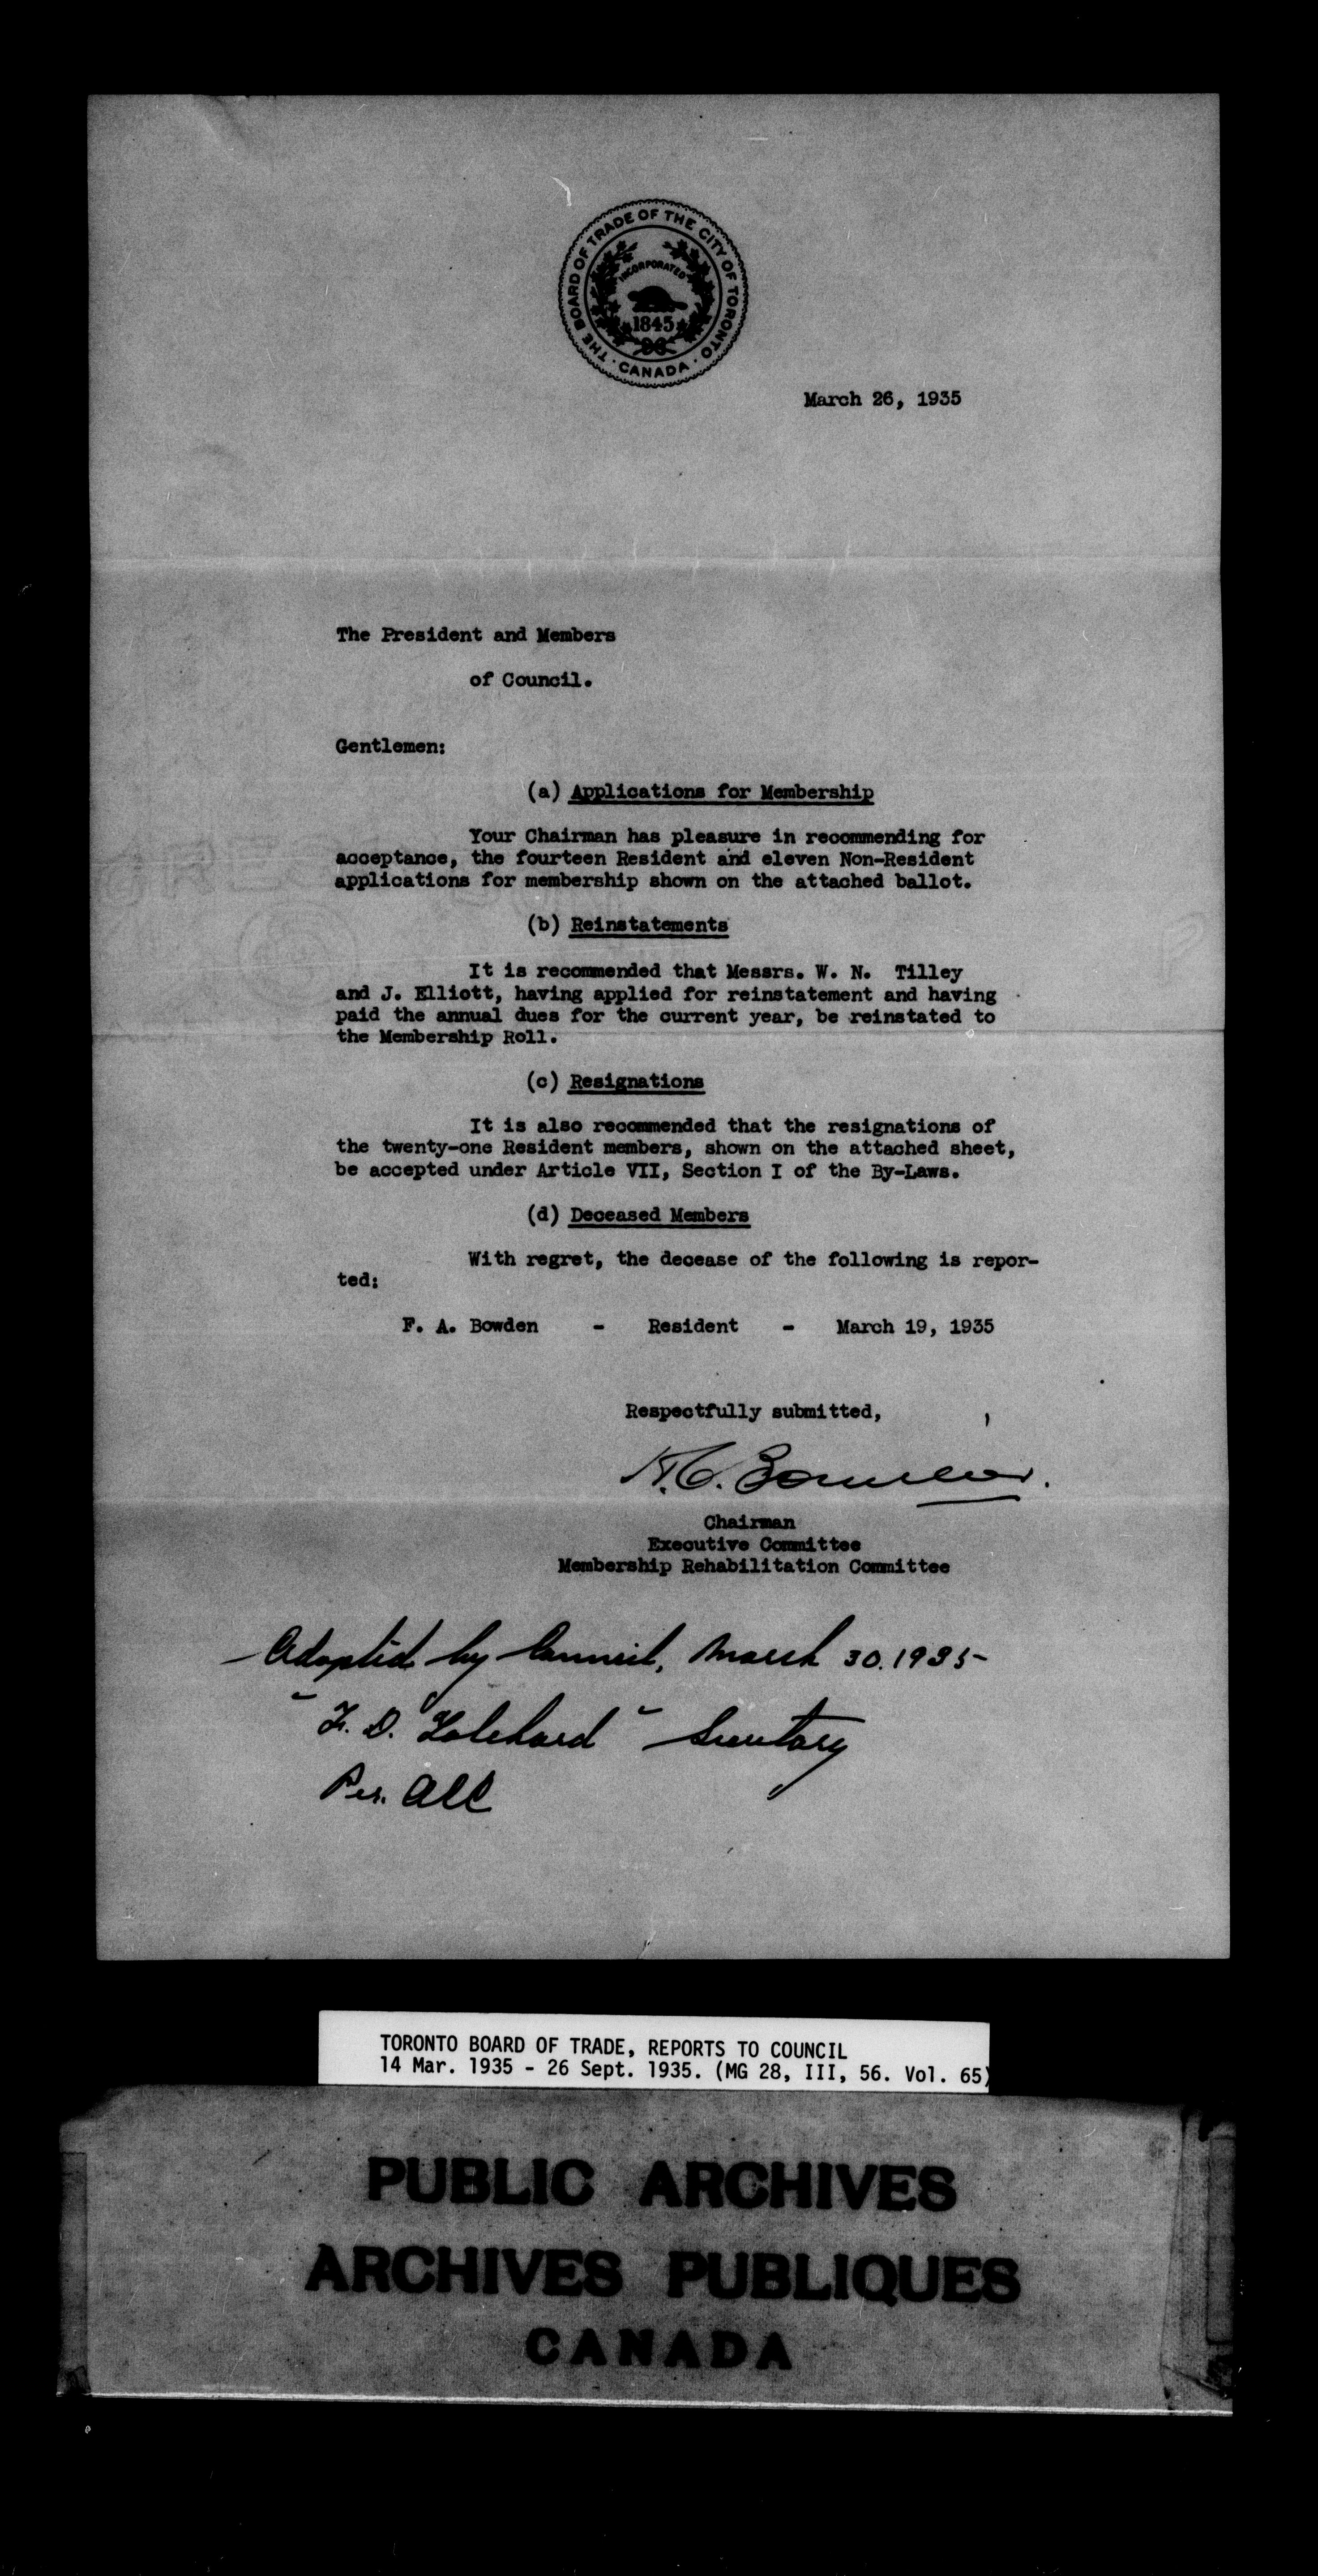 THE BOARD OF TRADE OF THE CITY OF TORONTO
INCORPORATED
1845
· CANADA ·
March 26, 1935
The President and Members
of Council.
Gentlemen:
(a) Applications for Membership
Your Chairman has pleasure in recommending for
acceptance, the fourteen Resident and eleven Non-Resident
applications for membership shown on the attached ballot.
(b) Reinstatements
It is recommended that Messrs. W. N. Tilley
and J. Elliott, having applied for reinstatement and having
paid the annual dues for the current year, be reinstated to
the Membership Roll.
(c) Resignations
It is also recommended that the resignations of
the twenty-one Resident members, shown on the attached sheet,
be accepted under Article VII, Section I of the By-Laws.
(d) Deceased Members
With regret, the decease of the following is repor-
ted:
F. A. Bowden - Resident - March 19, 1935
Respectfully submitted,
Chairman
Executive Committee
Membership Rehabilitation Committee
Adopted by Council, March 30. 1935
"F. D. Tolchard" - Secretary
Per.
TORONTO BOARD OF TRADE, REPORTS TO COUNCIL
14 Mar. 1935 - 26 Sept. 1935. (MG 28, III, 56. Vol. 65)
PUBLIC ARCHIVES
ARCHIVES PUBLIQUES
CANADA